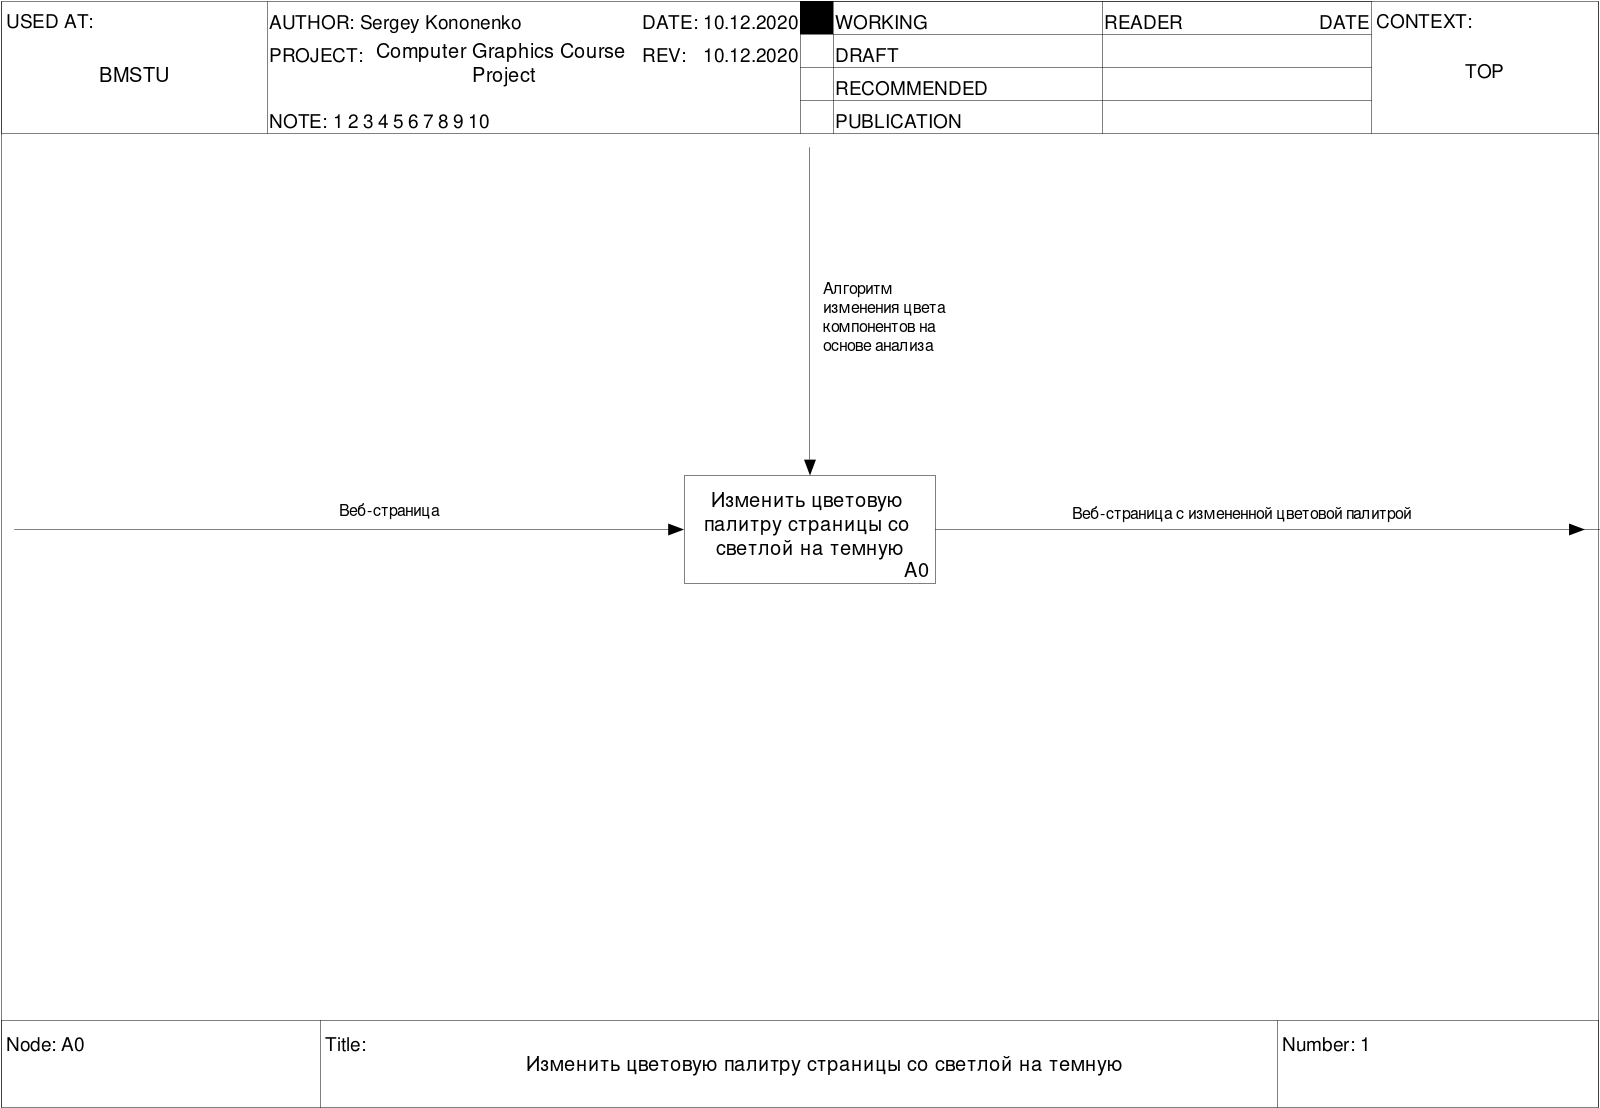 USED AT:
BMSTU
AUTHOR: Sergey Kononenko
DATE: 10.12.2020
PROJECT: Computer Graphics Course
Project
REV: 10.12.2020
NOTE: 1 2 3 4 5 6 7 8 9 10
WORKING
DRAFT
RECOMMENDED
PUBLICATION
READER
DATE
CONTEXT:
TOP
Алгоритм
изменения цвета
компонентов на
основе анализа
Веб-страница
Изменить цветовую
палитру страницы со
светлой на темную
A0
Веб-страница с измененной цветовой палитрой
Node: A0
Title:
Изменить цветовую палитру страницы со светлой на темную
Number: 1